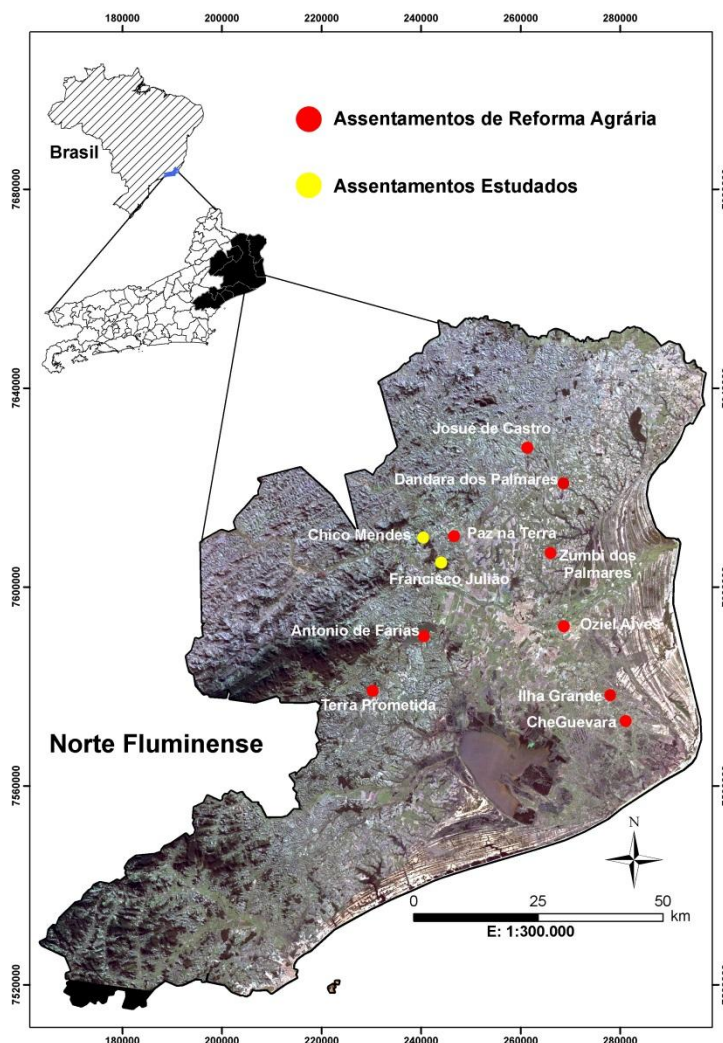 180000 200000 220000 240000 260000 280000
Assentamentos de Reforma Agrária
Brasil
Assentamentos Estudados
7680000
7640000
Josué de Castro
Dandara dos Palmares
Chico Mendes
Paz na Terra
Zumbi dos
Palmares
Francisco Julião
7600000
Oziel Alves
Antonio de Farias
Ilha Grande
Terra Prometida
CheGuevara
Norte Fluminense
7560000
N
0 25 50
km
E: 1:300.000
7520000
180000 200000 220000 240000 260000 280000